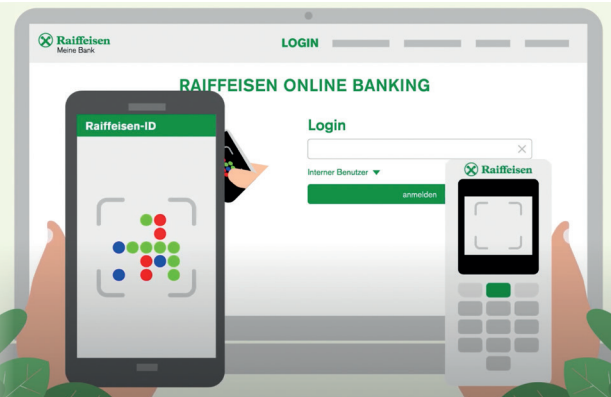 Raiffeisen
Meine Bank
LOGIN
RAIFFEISEN ONLINE BANKING
Raiffeisen-ID
Login
Interner Benutzer
anmelden
Raiffeisen